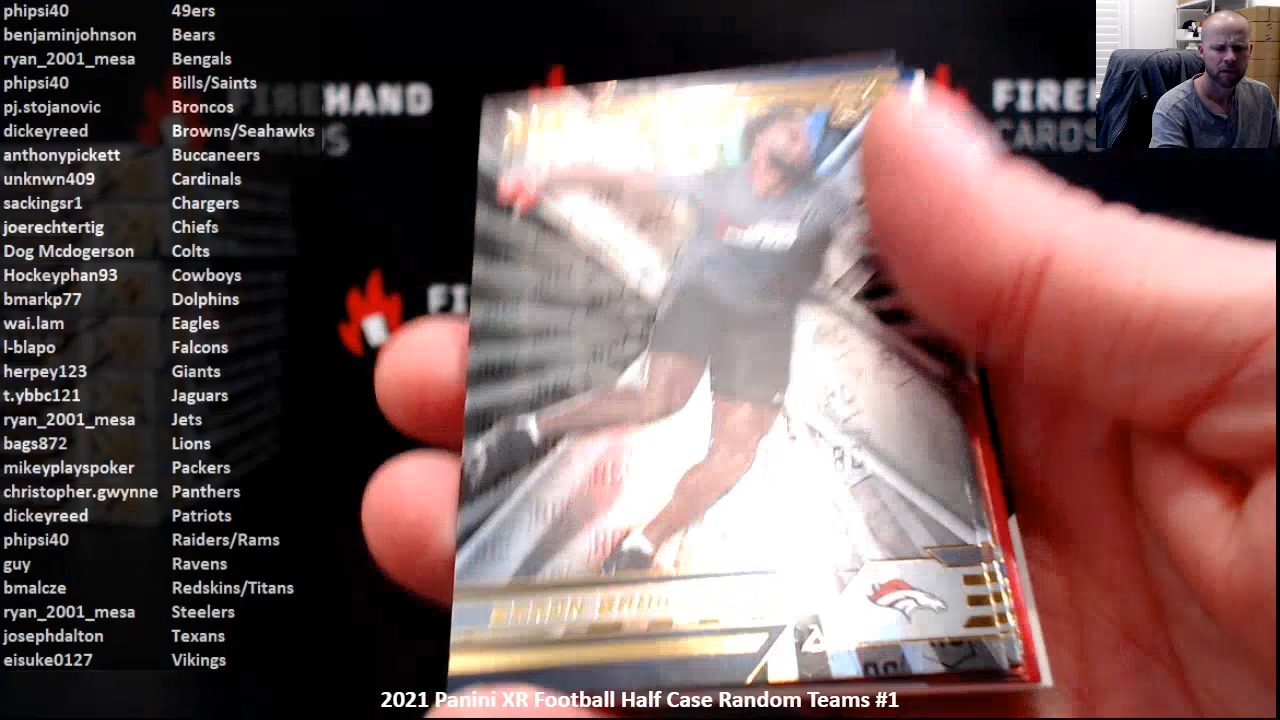 phipsi40 49ers
benjaminjohnson Bears
ryan_2001_mesa Bengals
phipsi40 Bills/Saints
pj.stojanovic Broncos
dickeyreed Browns/Seahawks
anthonypickett Buccaneers
unknwn409 Cardinals
sackingsr1 Chargers
joerechtertig Chiefs
Dog Mcdogerson Colts
Hockeyphan93 Cowboys
bmarkp77 Dolphins
wai.lam Eagles
l-blapo Falcons
herpey123 Giants
t.ybbc121 Jaguars
ryan_2001_mesa Jets
bags872 Lions
mikeyplayspoker Packers
christopher.gwynne Panthers
dickeyreed Patriots
phipsi40 Raiders/Rams
guy Ravens
bmalcze Redskins/Titans
ryan_2001_mesa Steelers
josephdalton Texans
eisuke0127 Vikings
FIREHAND
CARDS
2021 Panini XR Football Half Case Random Teams #1